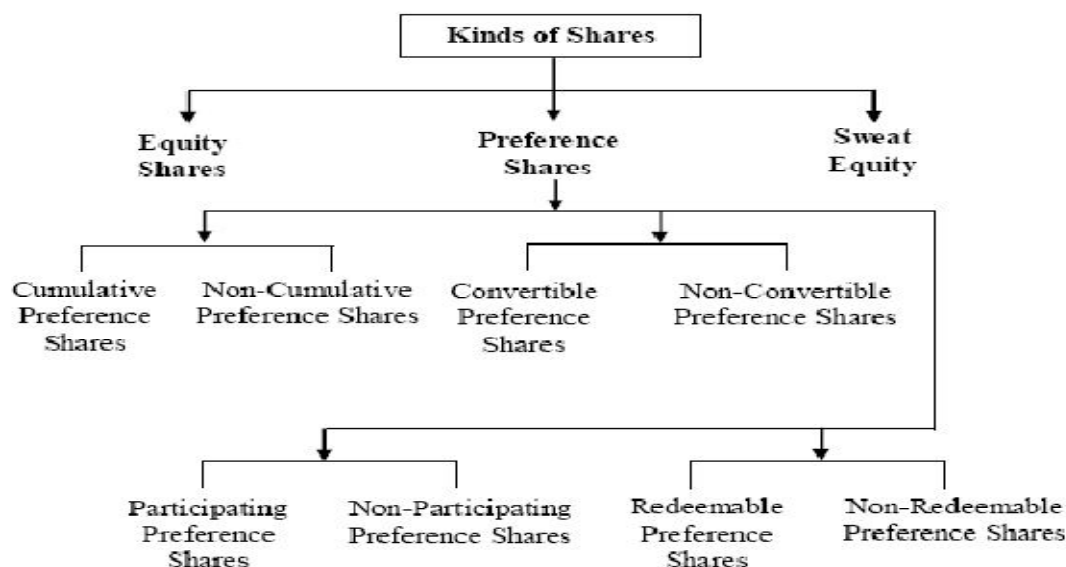 Kinds of Shares
Equity
Shares
Preference
Shares
Sweat
Equity
Cumulative
Preference
Shares
Non-Cumulative
Preference Shares
Convertible
Preference
Shares
Non-Convertible
Preference Shares
Participating
Preference
Shares
Non-Participating
Preference Shares
Redeemable
Preference
Shares
Non-Redeemable
Preference Shares